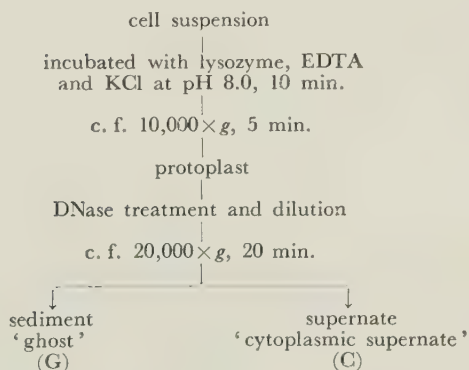 cell suspension
incubated with lysozyme, EDTA
and KCl at pH 8.0, 10 min.
c. f. 10,000×g, 5 min.
protoplast
DNase treatment and dilution
c. f. 20,000×g, 20 min.
sediment
‘ghost’
(G)
supernate
‘cytoplasmic supernate’
(C)